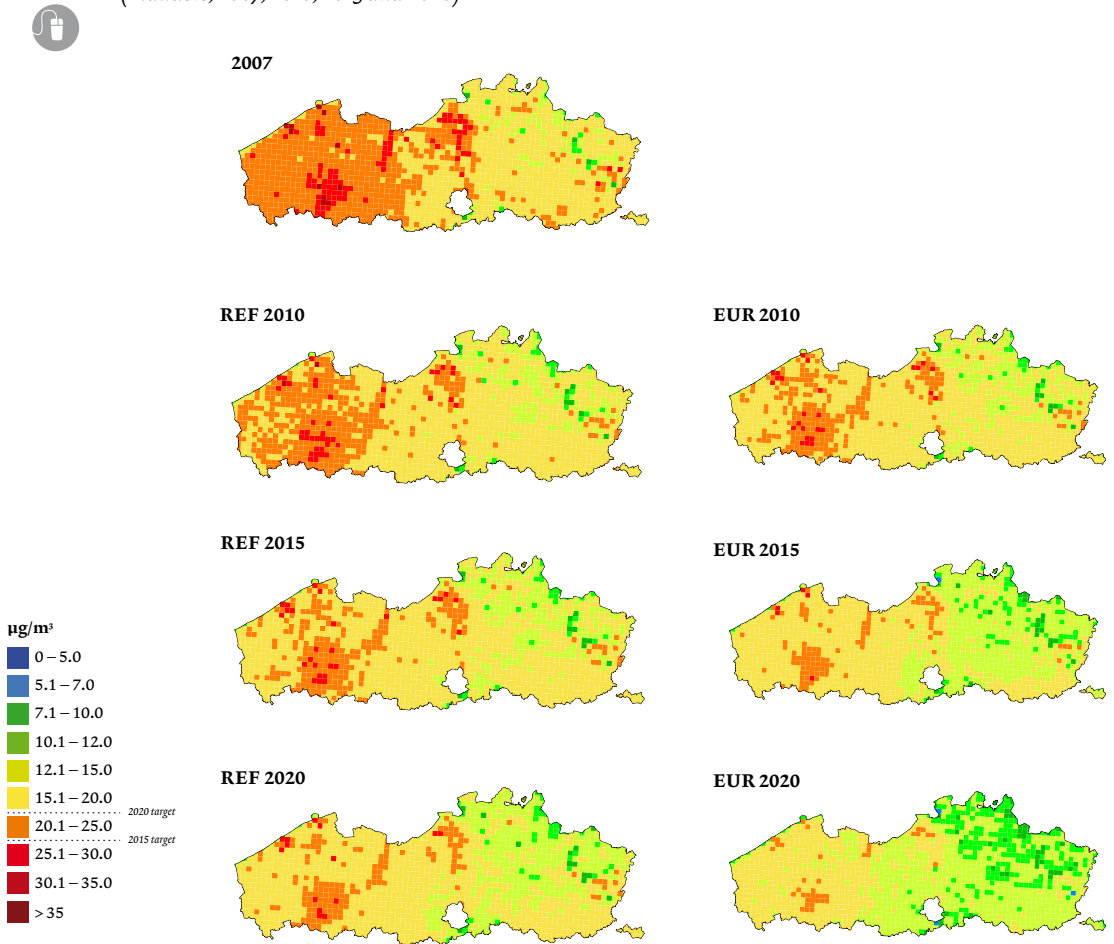 2007
REF 2010
EUR 2010
REF 2015
EUR 2015
REF 2020
EUR 2020
µg/m³
0 – 5.0
5.1 – 7.0
7.1 – 10.0
10.1 – 12.0
12.1 – 15.0
15.1 – 20.0
2020 target
20.1 – 25.0
2015 target
25.1 – 30.0
30.1 – 35.0
> 35